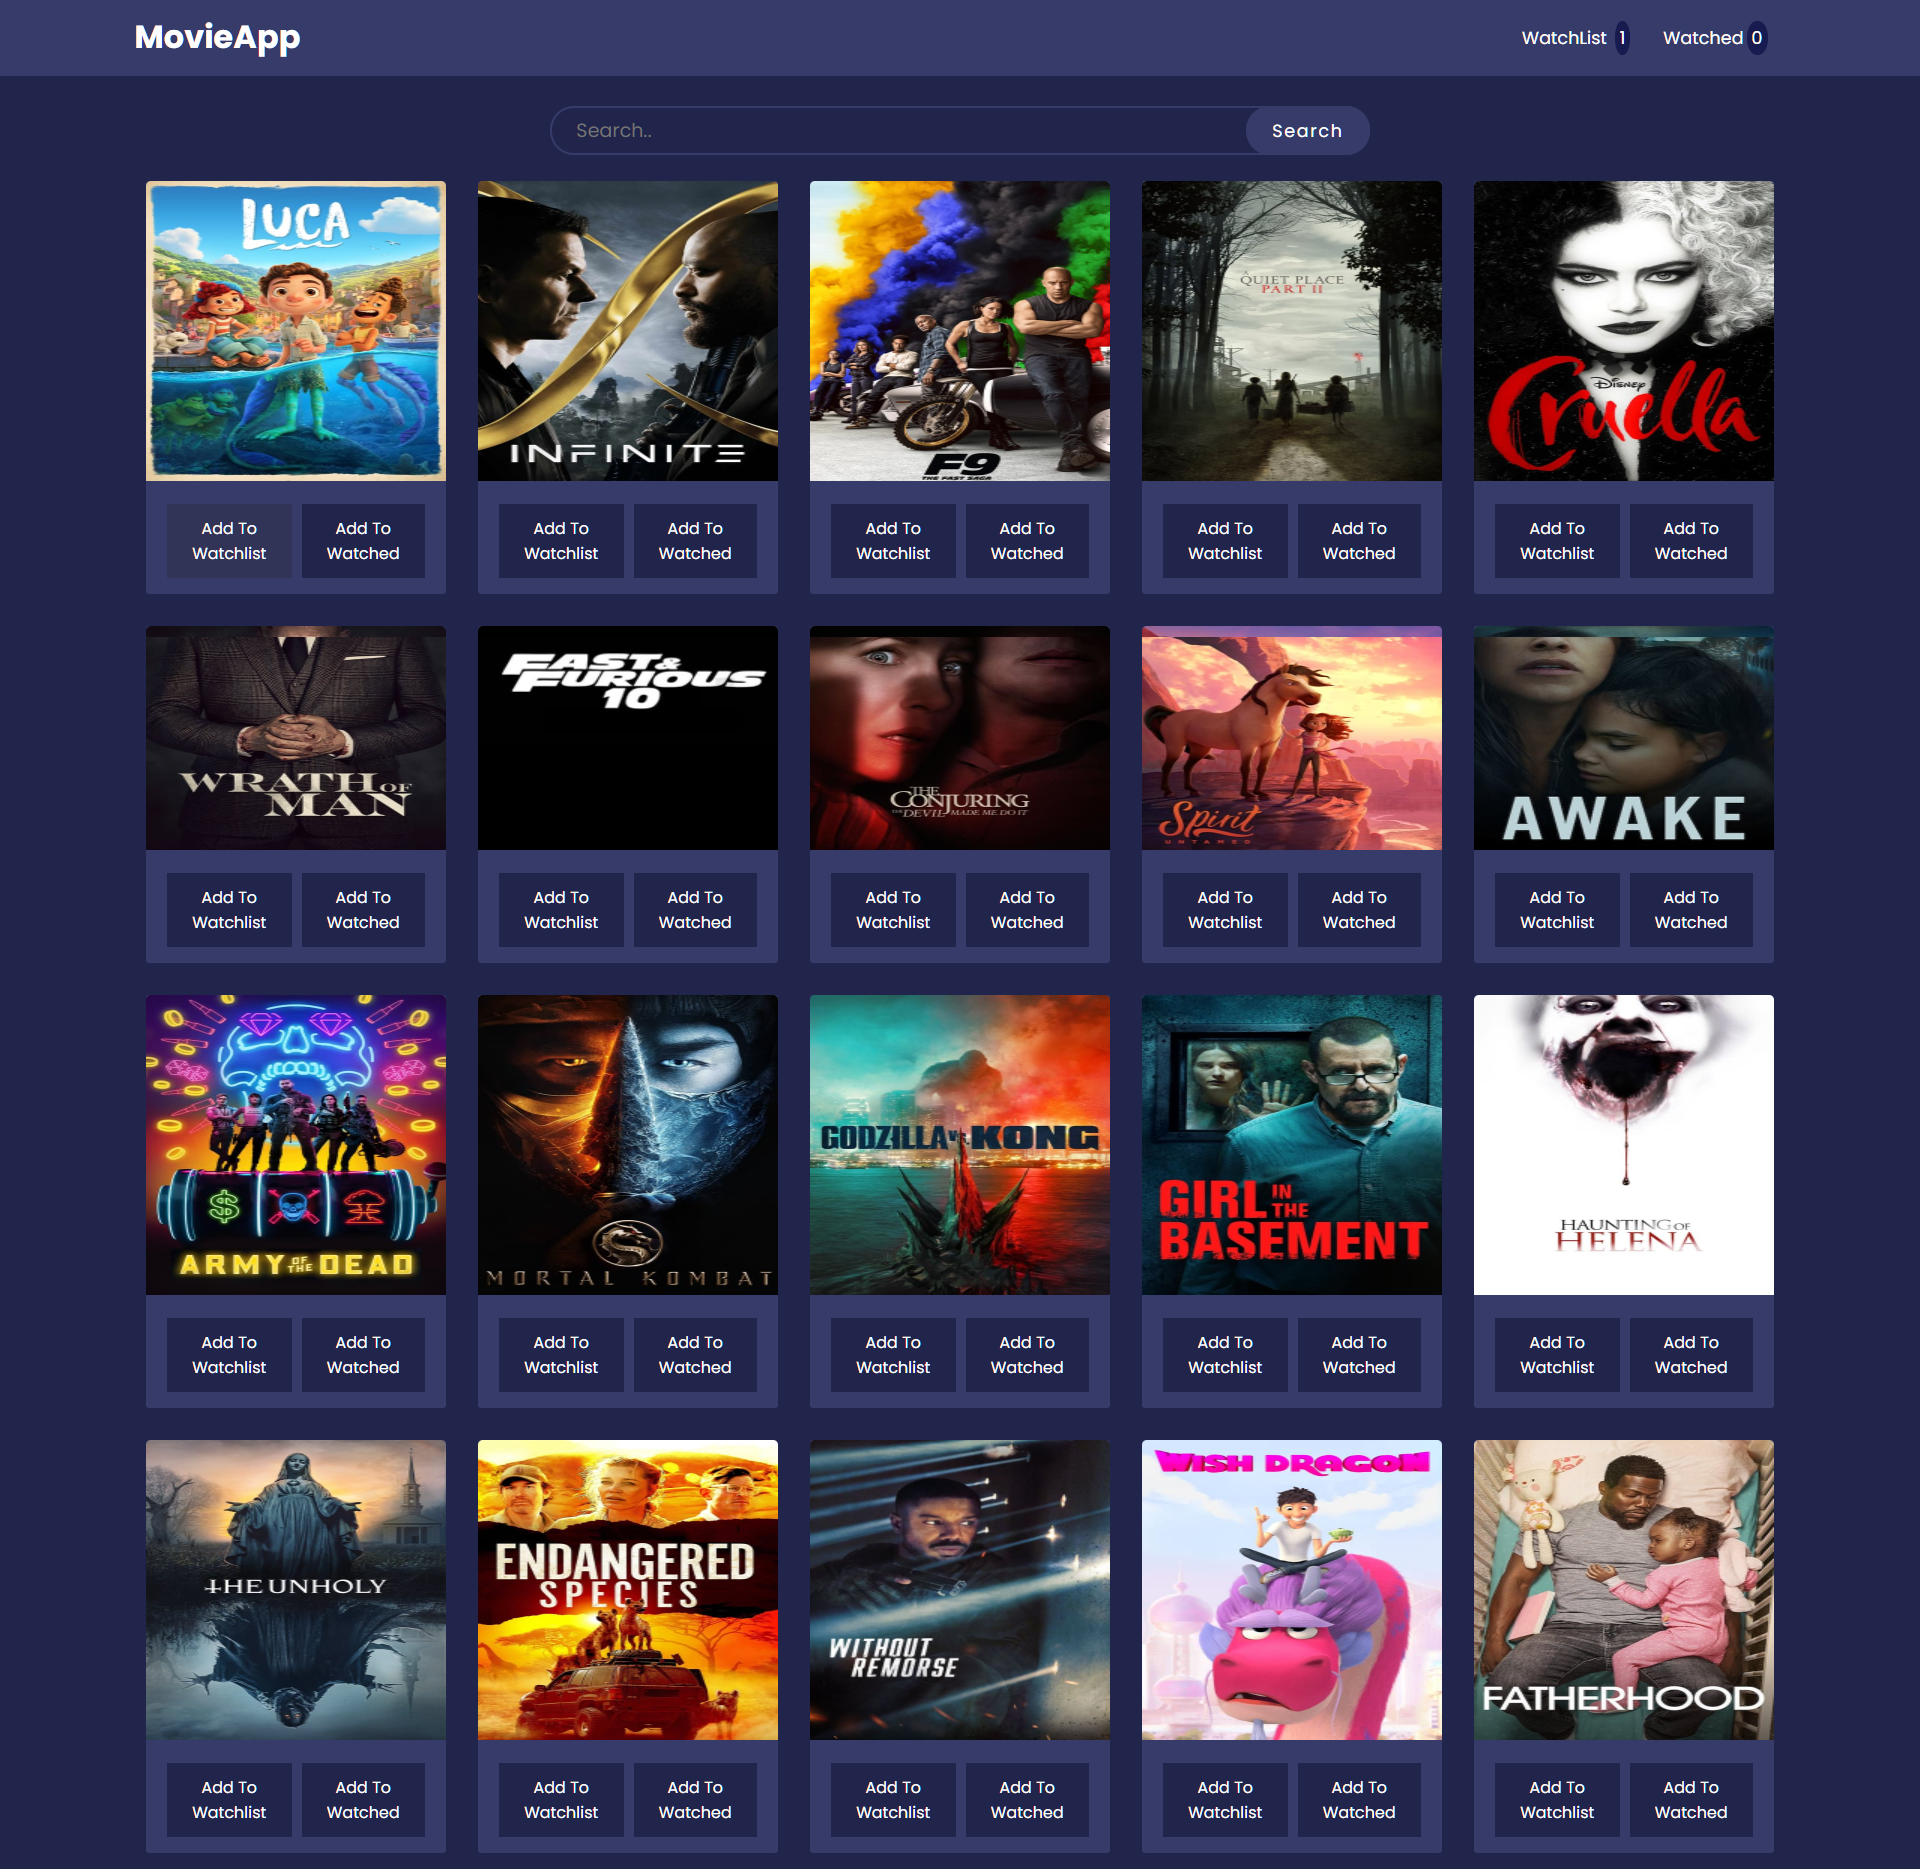 MovieApp
WatchList 1 Watched 0
Search..
Search
LUCA
INFINITE
F9
THE FAST SAGA
A
QUIET PLACE
PART II
DISNEY
Cruella
Add To Watchlist
Add To Watched
Add To Watchlist
Add To Watched
Add To Watchlist
Add To Watched
Add To Watchlist
Add To Watched
Add To Watchlist
Add To Watched
WRATH OF
MAN
FAST &
FURIOUS
10
THE
CONJURING
THE DEVIL MADE ME DO IT
Spirit
UNTAMED
AWAKE
Add To Watchlist
Add To Watched
Add To Watchlist
Add To Watched
Add To Watchlist
Add To Watched
Add To Watchlist
Add To Watched
Add To Watchlist
Add To Watched
ARMY OF THE DEAD
MORTAL KOMBAT
GODZILLA vs. KONG
GIRL IN THE
BASEMENT
HAUNTING OF
HELENA
Add To Watchlist
Add To Watched
Add To Watchlist
Add To Watched
Add To Watchlist
Add To Watched
Add To Watchlist
Add To Watched
Add To Watchlist
Add To Watched
THE UNHOLY
ENDANGERED
SPECIES
WITHOUT
REMORSE
WISH DRAGON
FATHERHOOD
Add To Watchlist
Add To Watched
Add To Watchlist
Add To Watched
Add To Watchlist
Add To Watched
Add To Watchlist
Add To Watched
Add To Watchlist
Add To Watched